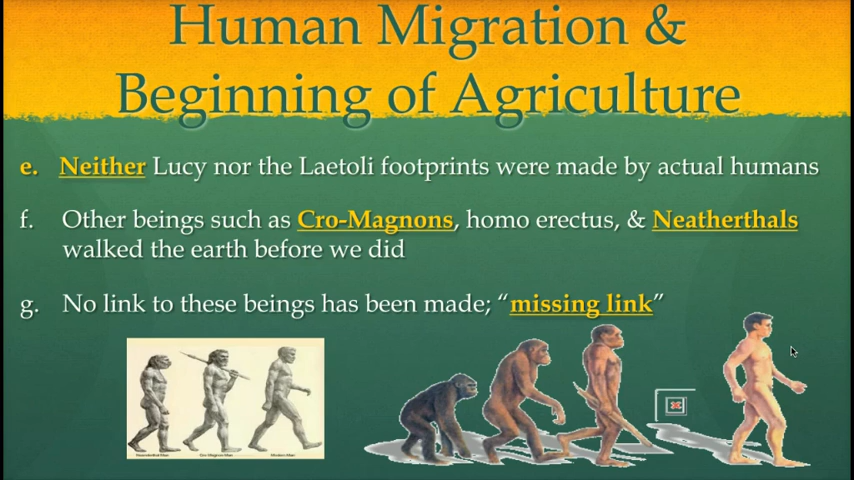 Human Migration &
Beginning of Agriculture
e. Neither Lucy nor the Laetoli footprints were made by actual humans
f. Other beings such as Cro-Magnons, homo erectus, & Neatherthals
walked the earth before we did
g. No link to these beings has been made; “missing link”
Modern Man